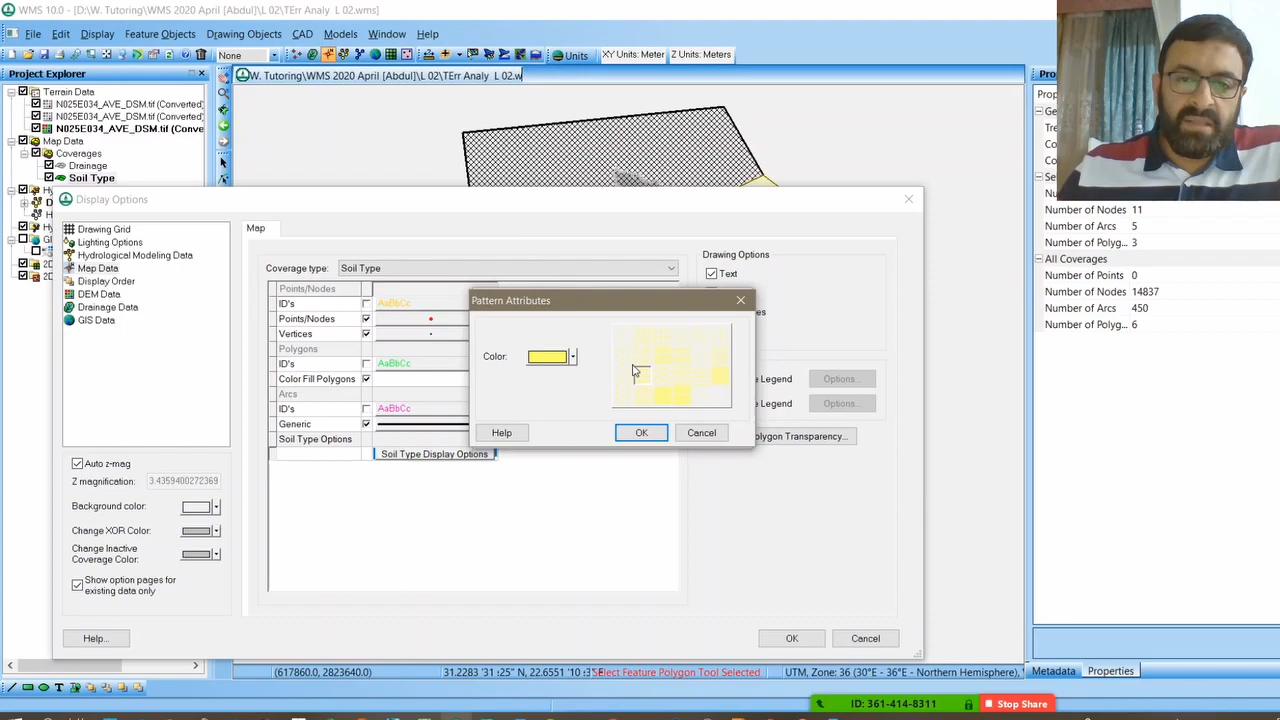 WMS 10.0 - [D:\W. Tutoring\WMS 2020 April [Abdul]\L 02\TErr Analy L 02.wms]
File Edit Display Feature Objects Drawing Objects CAD Models Window Help
None Units XY Units: Meter Z Units: Meters
Project Explorer
W. Tutoring\WMS 2020 April [Abdul]\L 02\TErr Analy L 02.w
Terrain Data
N025E034_AVE_DSM.tif (Converted)
N025E034_AVE_DSM.tif (Converted)
N025E034_AVE_DSM.tif (Conve
Map Data
Coverages
Drainage
Soil Type
Display Options
Drawing Grid
Lighting Options
Hydrological Modeling Data
Map Data
Display Order
DEM Data
Drainage Data
GIS Data
Auto z-mag
Z magnification: 3.4359400272369
Background color:
Change XOR Color:
Change Inactive
Coverage Color:
Show option pages for
existing data only
Help...
Map
Coverage type: Soil Type
Points/Nodes
ID's AaBbCc
Points/Nodes
Vertices
Polygons
ID's AaBbCc
Color Fill Polygons
Arcs
ID's AaBbCc
Generic
Soil Type Options
Soil Type Display Options
Drawing Options
Text
es
e Legend Options...
e Legend Options...
olygon Transparency...
OK Cancel
Pattern Attributes
Color:
Help OK Cancel
Pro
Prope
Ge
Tre
Co
Co
Se
Nu
Number of Nodes 11
Number of Arcs 5
Number of Polyg... 3
All Coverages
Number of Points 0
Number of Nodes 14837
Number of Arcs 450
Number of Polyg... 6
Metadata Properties
(617860.0, 2823640.0) Select Feature Polygon Tool Selected UTM, Zone: 36 (30°E - 36°E - Northern Hemisphere),
ID: 361-414-8311 Stop Share